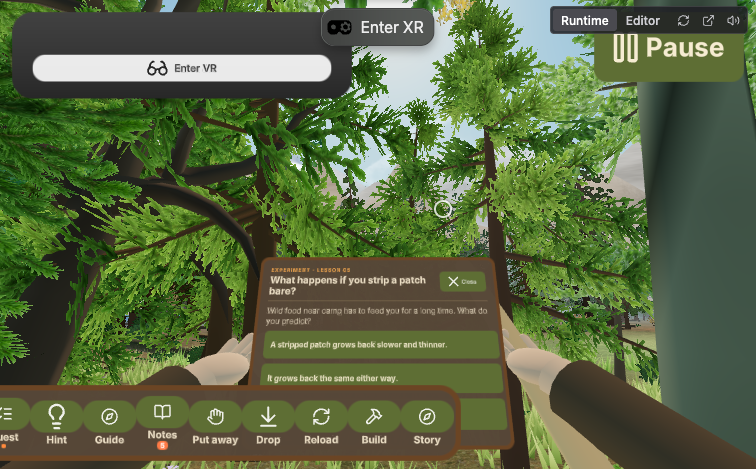 Enter XR
Runtime Editor
Enter VR
Pause
EXPERIMENT · LESSON 03
What happens if you strip a patch
bare?
Close
Wild food near camp has to feed you for a long time. What do
you predict?
A stripped patch grows back slower and thinner.
It grows back the same either way.
uest
Hint
Guide
Notes
5
Put away
Drop
Reload
Build
Story